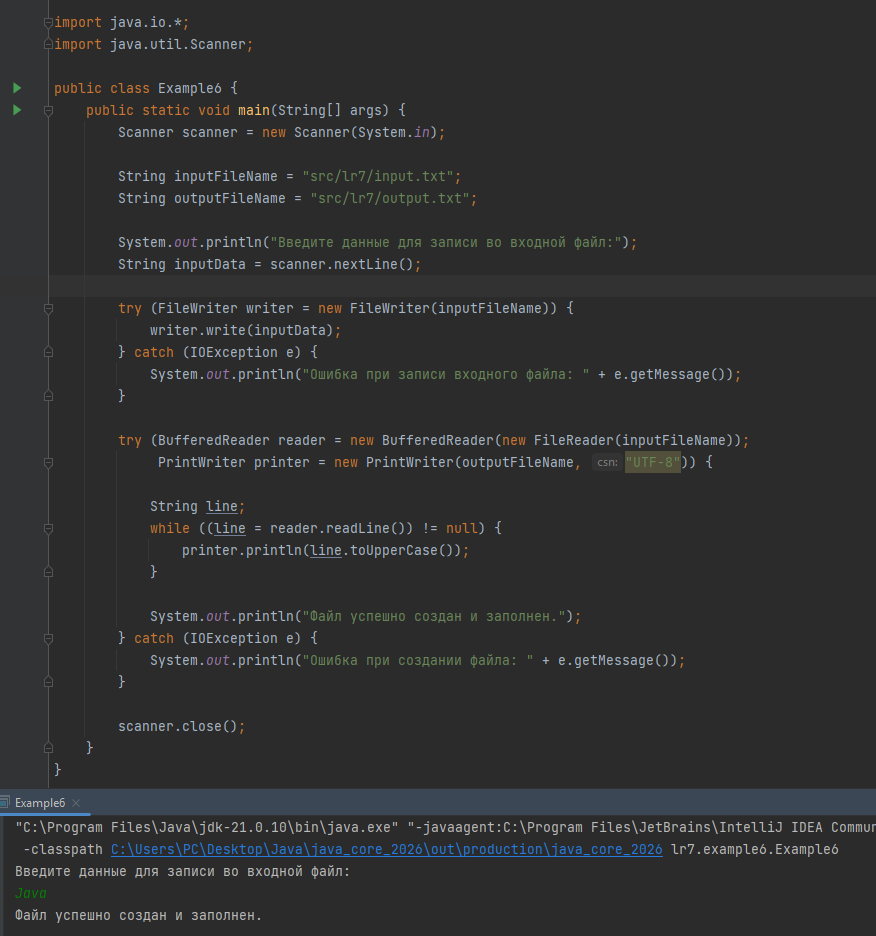 import java.io.*;
import java.util.Scanner;
public class Example6 {
public static void main(String[] args) {
Scanner scanner = new Scanner(System.in);
String inputFileName = "src/lr7/input.txt";
String outputFileName = "src/lr7/output.txt";
System.out.println("Введите данные для записи во входной файл:");
String inputData = scanner.nextLine();
try (FileWriter writer = new FileWriter(inputFileName)) {
writer.write(inputData);
} catch (IOException e) {
System.out.println("Ошибка при записи входного файла: " + e.getMessage());
}
try (BufferedReader reader = new BufferedReader(new FileReader(inputFileName));
PrintWriter printer = new PrintWriter(outputFileName, csn: "UTF-8")) {
String line;
while ((line = reader.readLine()) != null) {
printer.println(line.toUpperCase());
}
System.out.println("Файл успешно создан и заполнен.");
} catch (IOException e) {
System.out.println("Ошибка при создании файла: " + e.getMessage());
}
scanner.close();
}
}
Example6 ×
"C:\Program Files\Java\jdk-21.0.10\bin\java.exe" "-javaagent:C:\Program Files\JetBrains\IntelliJ IDEA Commun
-classpath C:\Users\PC\Desktop\Java\java_core_2026\out\production\java_core_2026 lr7.example6.Example6
Введите данные для записи во входной файл:
Java
Файл успешно создан и заполнен.